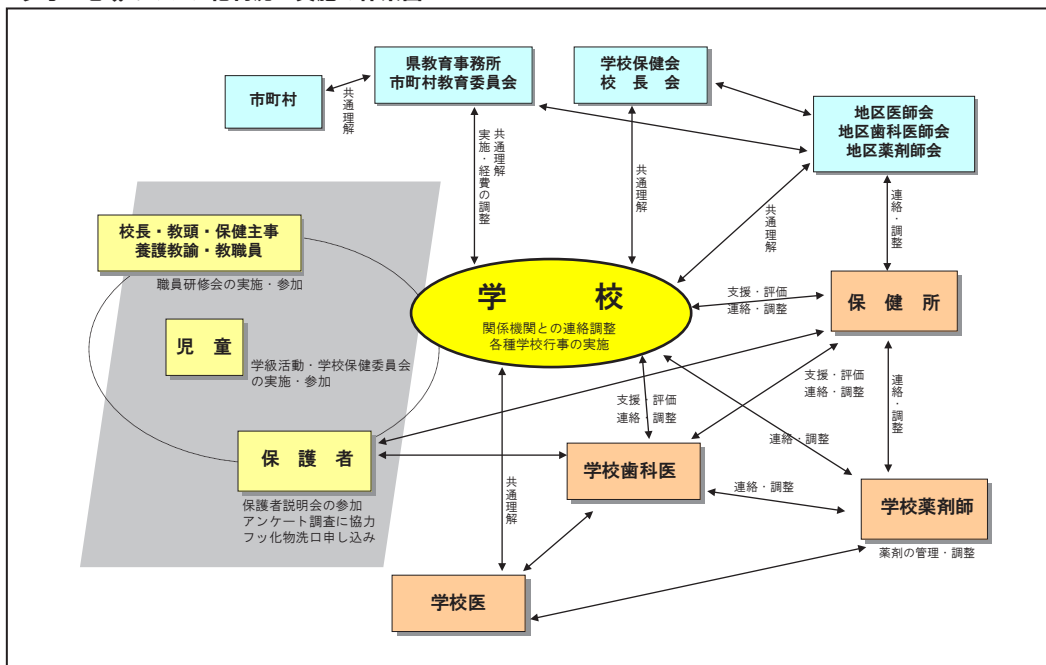 県教育事務所
市町村教育委員会
学校保健会
校長会
市町村
共通理解
地区医師会
地区歯科医師会
地区薬剤師会
共通理解
実施・経費の調整
共通理解
共通理解
連絡・調整
校長・教頭・保健主事
養護教諭・教職員
職員研修会の実施・参加
学校
関係機関との連絡調整
各種学校行事の実施
支援・評価
連絡・調整
保健所
児童
学級活動・学校保健委員会
の実施・参加
支援・評価
連絡・調整
支援・評価
連絡・調整
連絡・調整
保護者
保護者説明会の参加
アンケート調査に協力
フッ化物洗口申し込み
共通理解
学校歯科医
連絡・調整
連絡・調整
学校薬剤師
薬剤の管理・調整
学校医